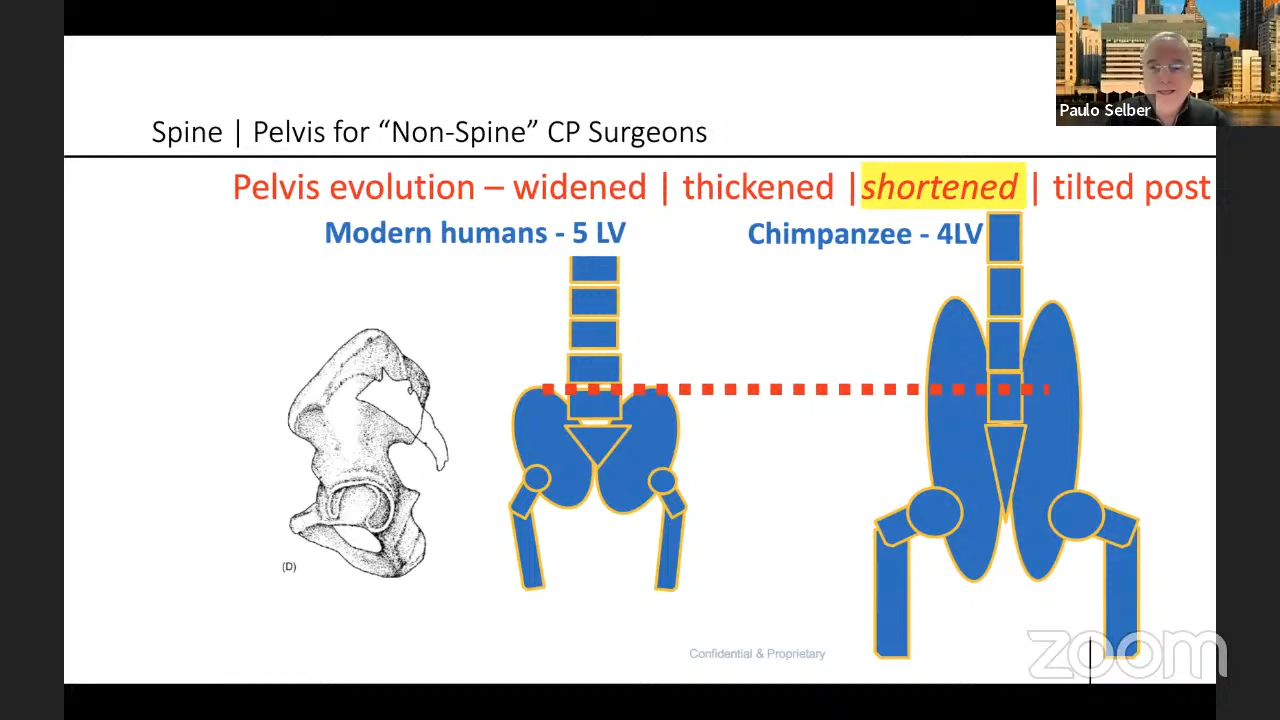 Paulo Selber
Spine | Pelvis for “Non-Spine” CP Surgeons
Pelvis evolution – widened | thickened |shortened | tilted post
Modern humans - 5 LV
Chimpanzee - 4LV
(D)
Confidential & Proprietary
zoom